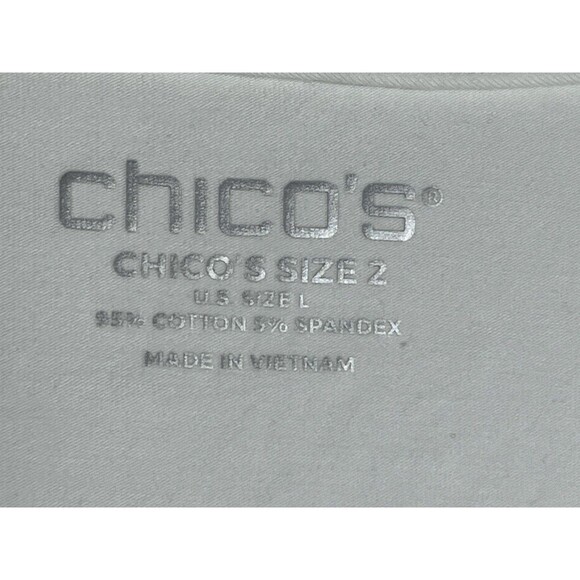 chico's®
CHICO'S SIZE 2
U.S. SIZE L
95% COTTON 5% SPANDEX
MADE IN VIETNAM